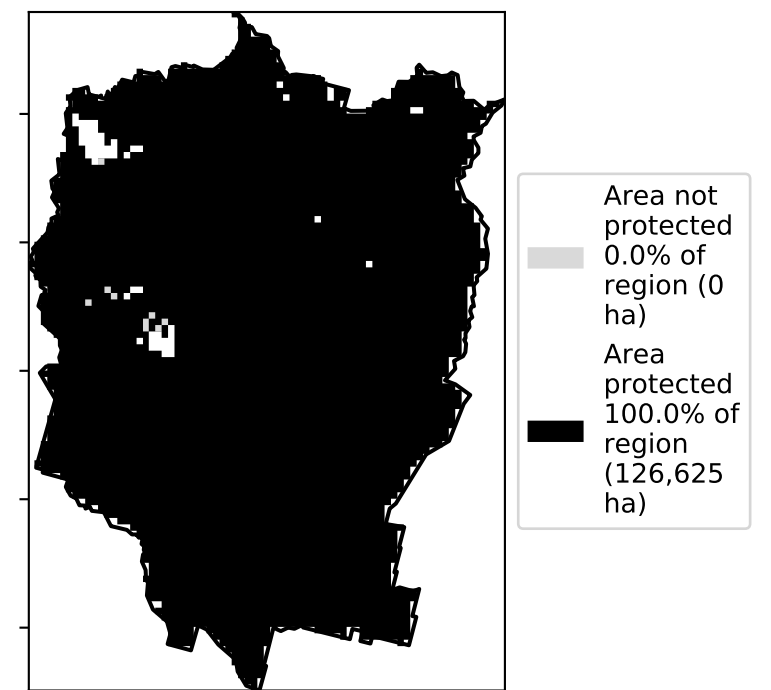 Area not
protected
0.0% of
region (0
ha)
Area
protected
100.0% of
region
(126,625
ha)